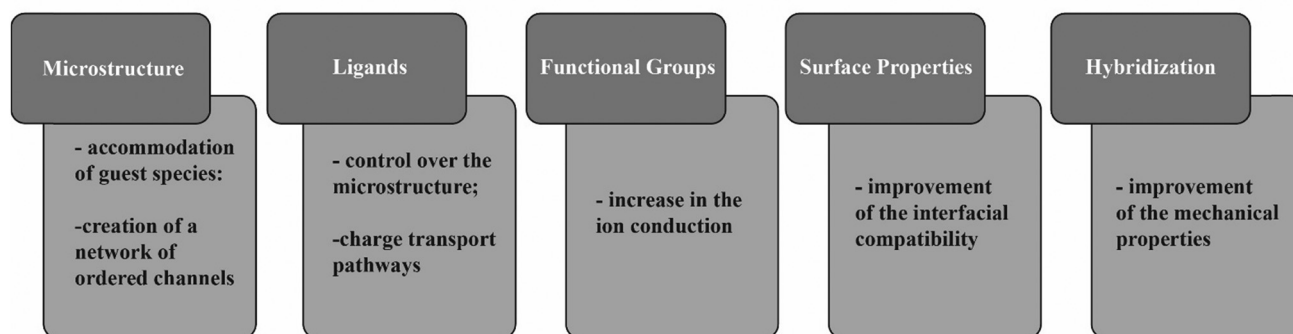 Microstructure
- accommodation
of guest species:
-creation of a
network of
ordered channels
Ligands
- control over the
microstructure;
-charge transport
pathways
Functional Groups
- increase in the
ion conduction
Surface Properties
- improvement
of the interfacial
compatibility
Hybridization
- improvement
of the mechanical
properties